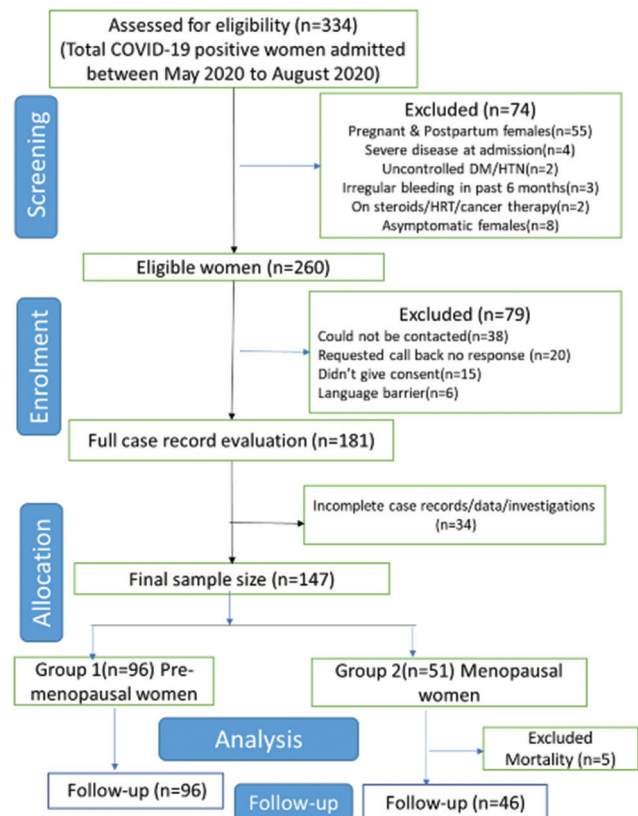 Assessed for eligibility (n=334)
(Total COVID-19 positive women admitted
between May 2020 to August 2020)
Screening
Excluded (n=74)
Pregnant & Postpartum females(n=55)
Severe disease at admission(n=4)
Uncontrolled DM/HTN(n=2)
Irregular bleeding in past 6 months(n=3)
On steroids/HRT/cancer therapy(n=2)
Asymptomatic females(n=8)
Eligible women (n=260)
Enrolment
Excluded (n=79)
Could not be contacted(n=38)
Requested call back no response (n=20)
Didn't give consent(n=15)
Language barrier(n=6)
Full case record evaluation (n=181)
Incomplete case records/data/investigations
(n=34)
Allocation
Final sample size (n=147)
Group 1(n=96) Pre-
menopausal women
Group 2(n=51) Menopausal
women
Analysis
Excluded
Mortality (n=5)
Follow-up (n=96)
Follow-up
Follow-up (n=46)